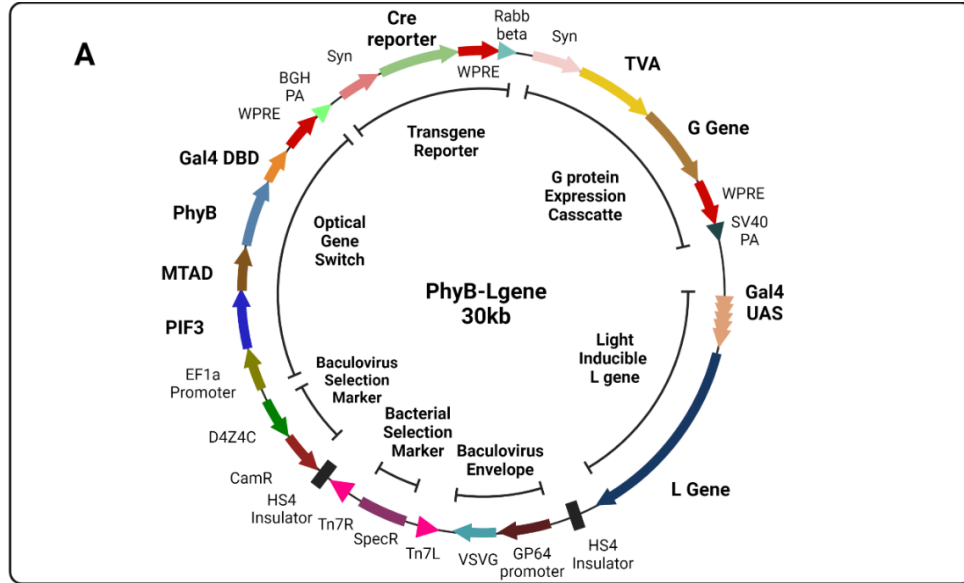 A
Cre
reporter
Rabb
beta
Syn
Syn
WPRE
TVA
BGH
PA
WPRE
G Gene
Transgene
Reporter
Gal4 DBD
G protein
Expression
Casscatte
WPRE
PhyB
SV40
PA
Optical
Gene
Switch
MTAD
PhyB-Lgene
30kb
Gal4
UAS
PIF3
Light
Inducible
L gene
EF1a
Promoter
Baculovirus
Selection
Marker
Bacterial
Selection
Marker
D4Z4C
Baculovirus
Envelope
CamR
L Gene
HS4
Insulator
Tn7R
SpecR
Tn7L
VSVG
GP64
promoter
HS4
Insulator